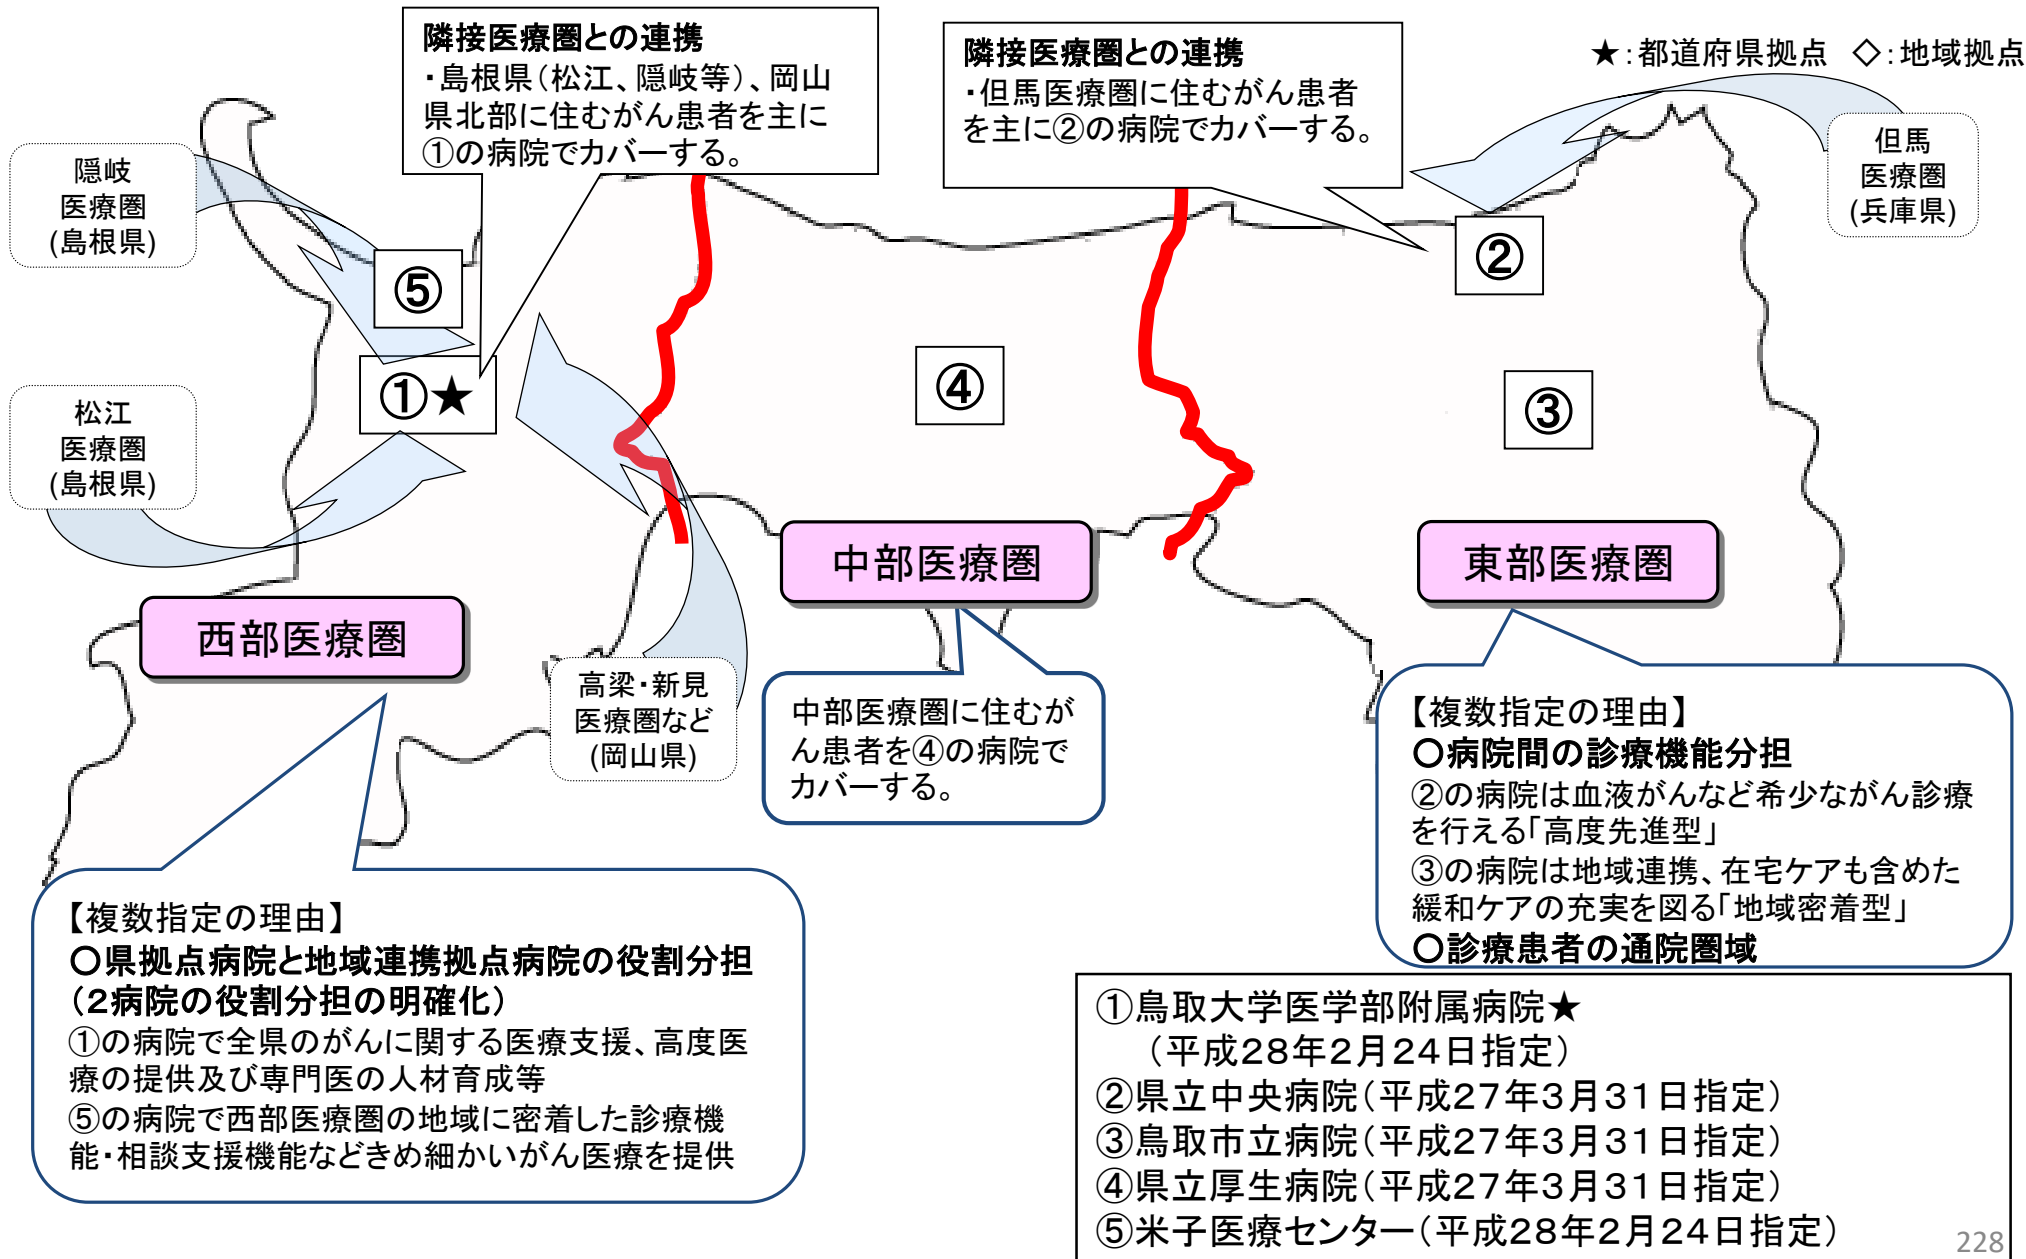 隣接医療圏との連携
・島根県(松江、隠岐等)、岡山
県北部に住むがん患者を主に
①の病院でカバーする。
隣接医療圏との連携
・但馬医療圏に住むがん患者
を主に②の病院でカバーする。
★:都道府県拠点 ◇:地域拠点
隠岐
医療圏
(島根県)
但馬
医療圏
(兵庫県)
⑤
②
①★
④
③
松江
医療圏
(島根県)
中部医療圏
東部医療圏
西部医療圏
高梁・新見
医療圏など
(岡山県)
中部医療圏に住むが
ん患者を④の病院で
カバーする。
【複数指定の理由】
○病院間の診療機能分担
②の病院は血液がんなど希少ながん診療
を行える「高度先進型」
③の病院は地域連携、在宅ケアも含めた
緩和ケアの充実を図る「地域密着型」
○診療患者の通院圏域
【複数指定の理由】
○県拠点病院と地域連携拠点病院の役割分担
(2病院の役割分担の明確化)
①の病院で全県のがんに関する医療支援、高度医
療の提供及び専門医の人材育成等
⑤の病院で西部医療圏の地域に密着した診療機
能・相談支援機能などきめ細かいがん医療を提供
①鳥取大学医学部附属病院★
(平成28年2月24日指定)
②県立中央病院(平成27年3月31日指定)
③鳥取市立病院(平成27年3月31日指定)
④県立厚生病院(平成27年3月31日指定)
⑤米子医療センター(平成28年2月24日指定)
228